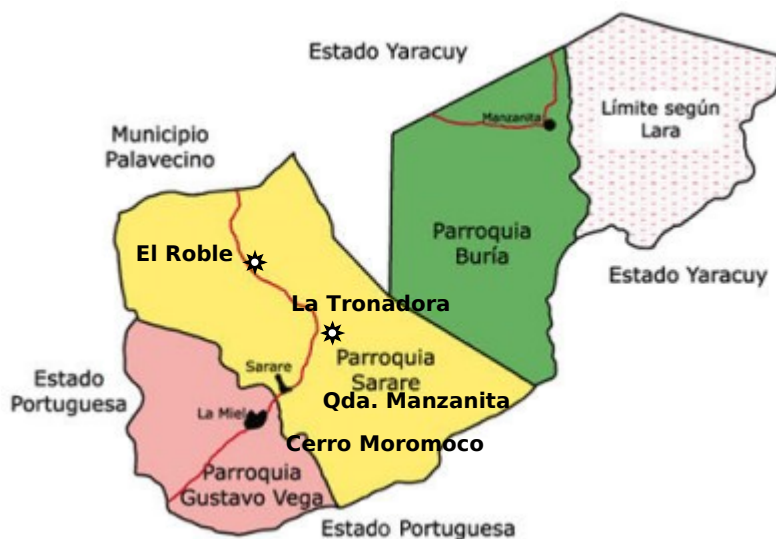 Estado Yaracuy
Manzanita
Límite según
Lara
Municipio
Palavecino
Parroquia
Buría
El Roble
Estado Yaracuy
La Tronadora
Parroquia
Sarare
Sarare
Estado
Portuguesa
Qda. Manzanita
La Miel
Cerro Moromoco
Parroquia
Gustavo Vega
Estado Portuguesa